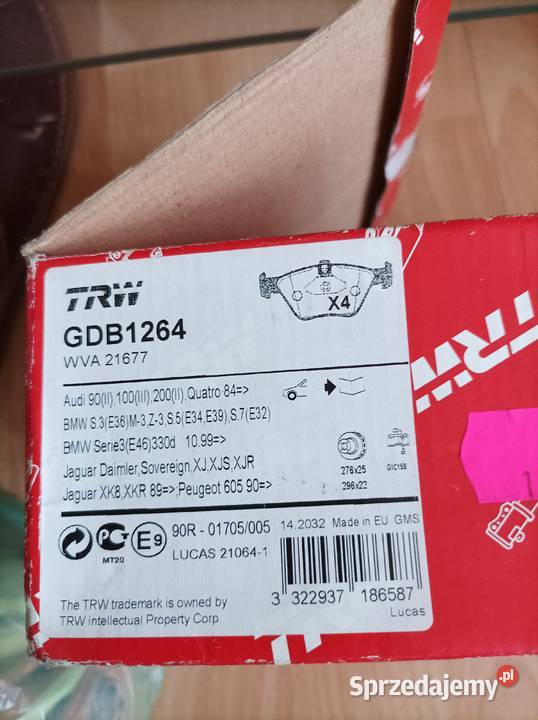 TRW
X4
GDB1264
WVA 21677
Audi 90(II),100(III),200(II),Quatro 84=>
BMW S.3(E36)M-3,Z-3,S.5(E34,E39),S.7(E32)
BMW Serie3(E46)330d 10.99=>
Jaguar Daimler,Sovereign,XJ,XJS,XJR
Jaguar XK8,XKR 89=>;Peugeot 605 90=>
276x25
296x22
GIC158
PCT
MT20
E9
90R - 01705/005
14.2032 Made in EU GMS
LUCAS 21064-1
3 322937 186587
Lucas
The TRW trademark is owned by
TRW Intellectual Property Corp.
TRW
1
Sprzedajemy.pl